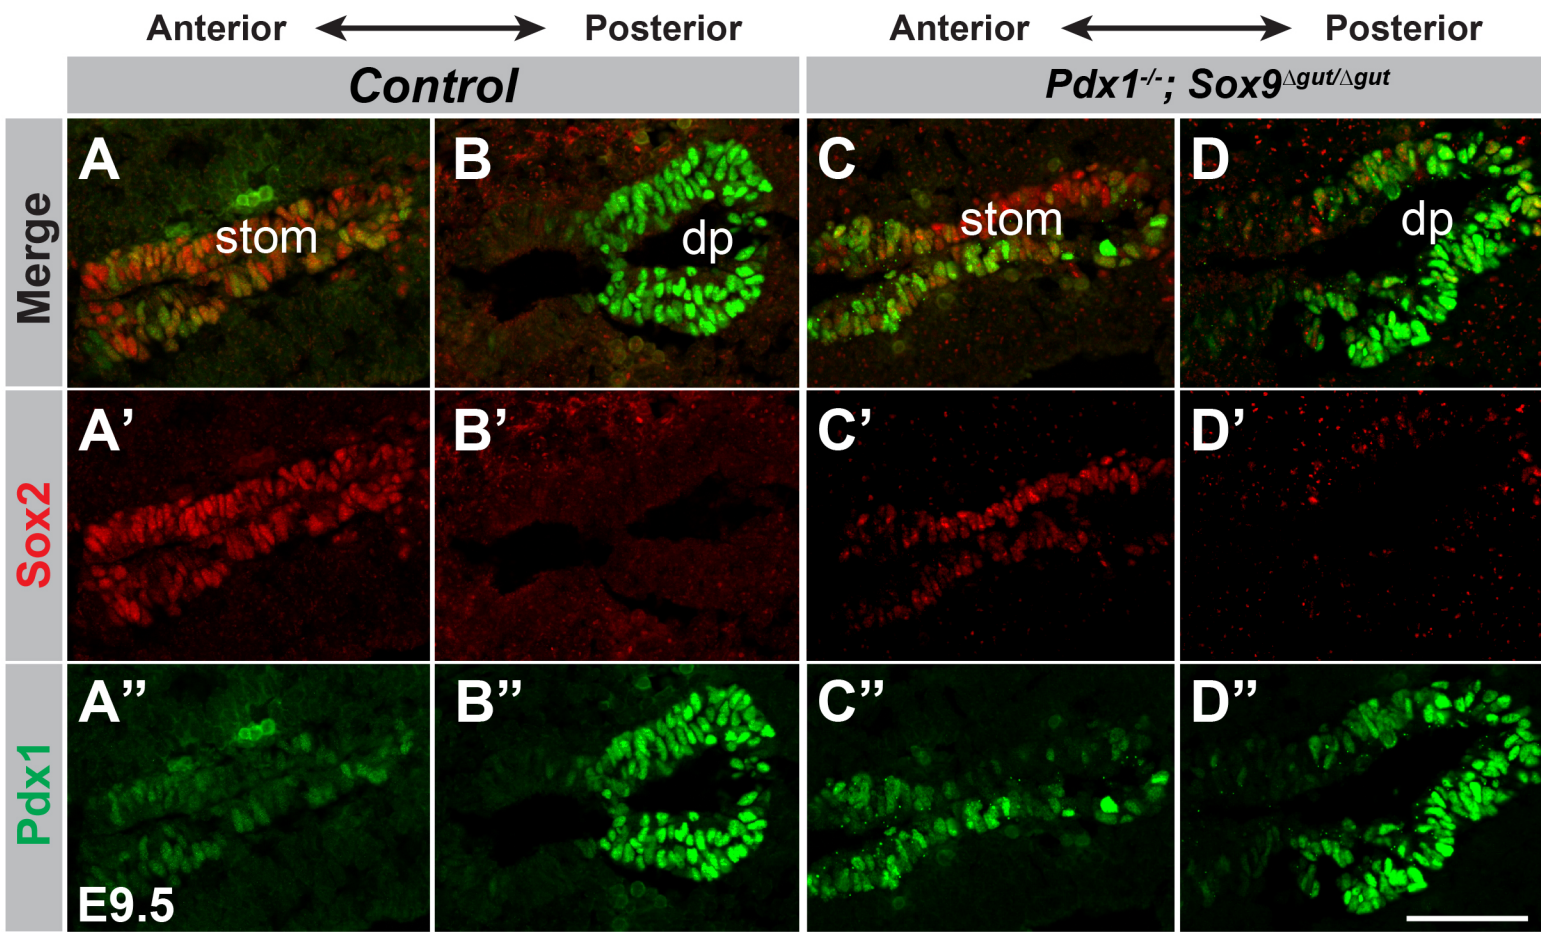 Anterior Posterior Anterior Posterior
Control Pdx1-/-; Sox9Δgut/Δgut
Merge
A stom
B dp
C stom
D dp
Sox2
A’
B’
C’
D’
Pdx1
A”
E9.5
B”
C”
D”